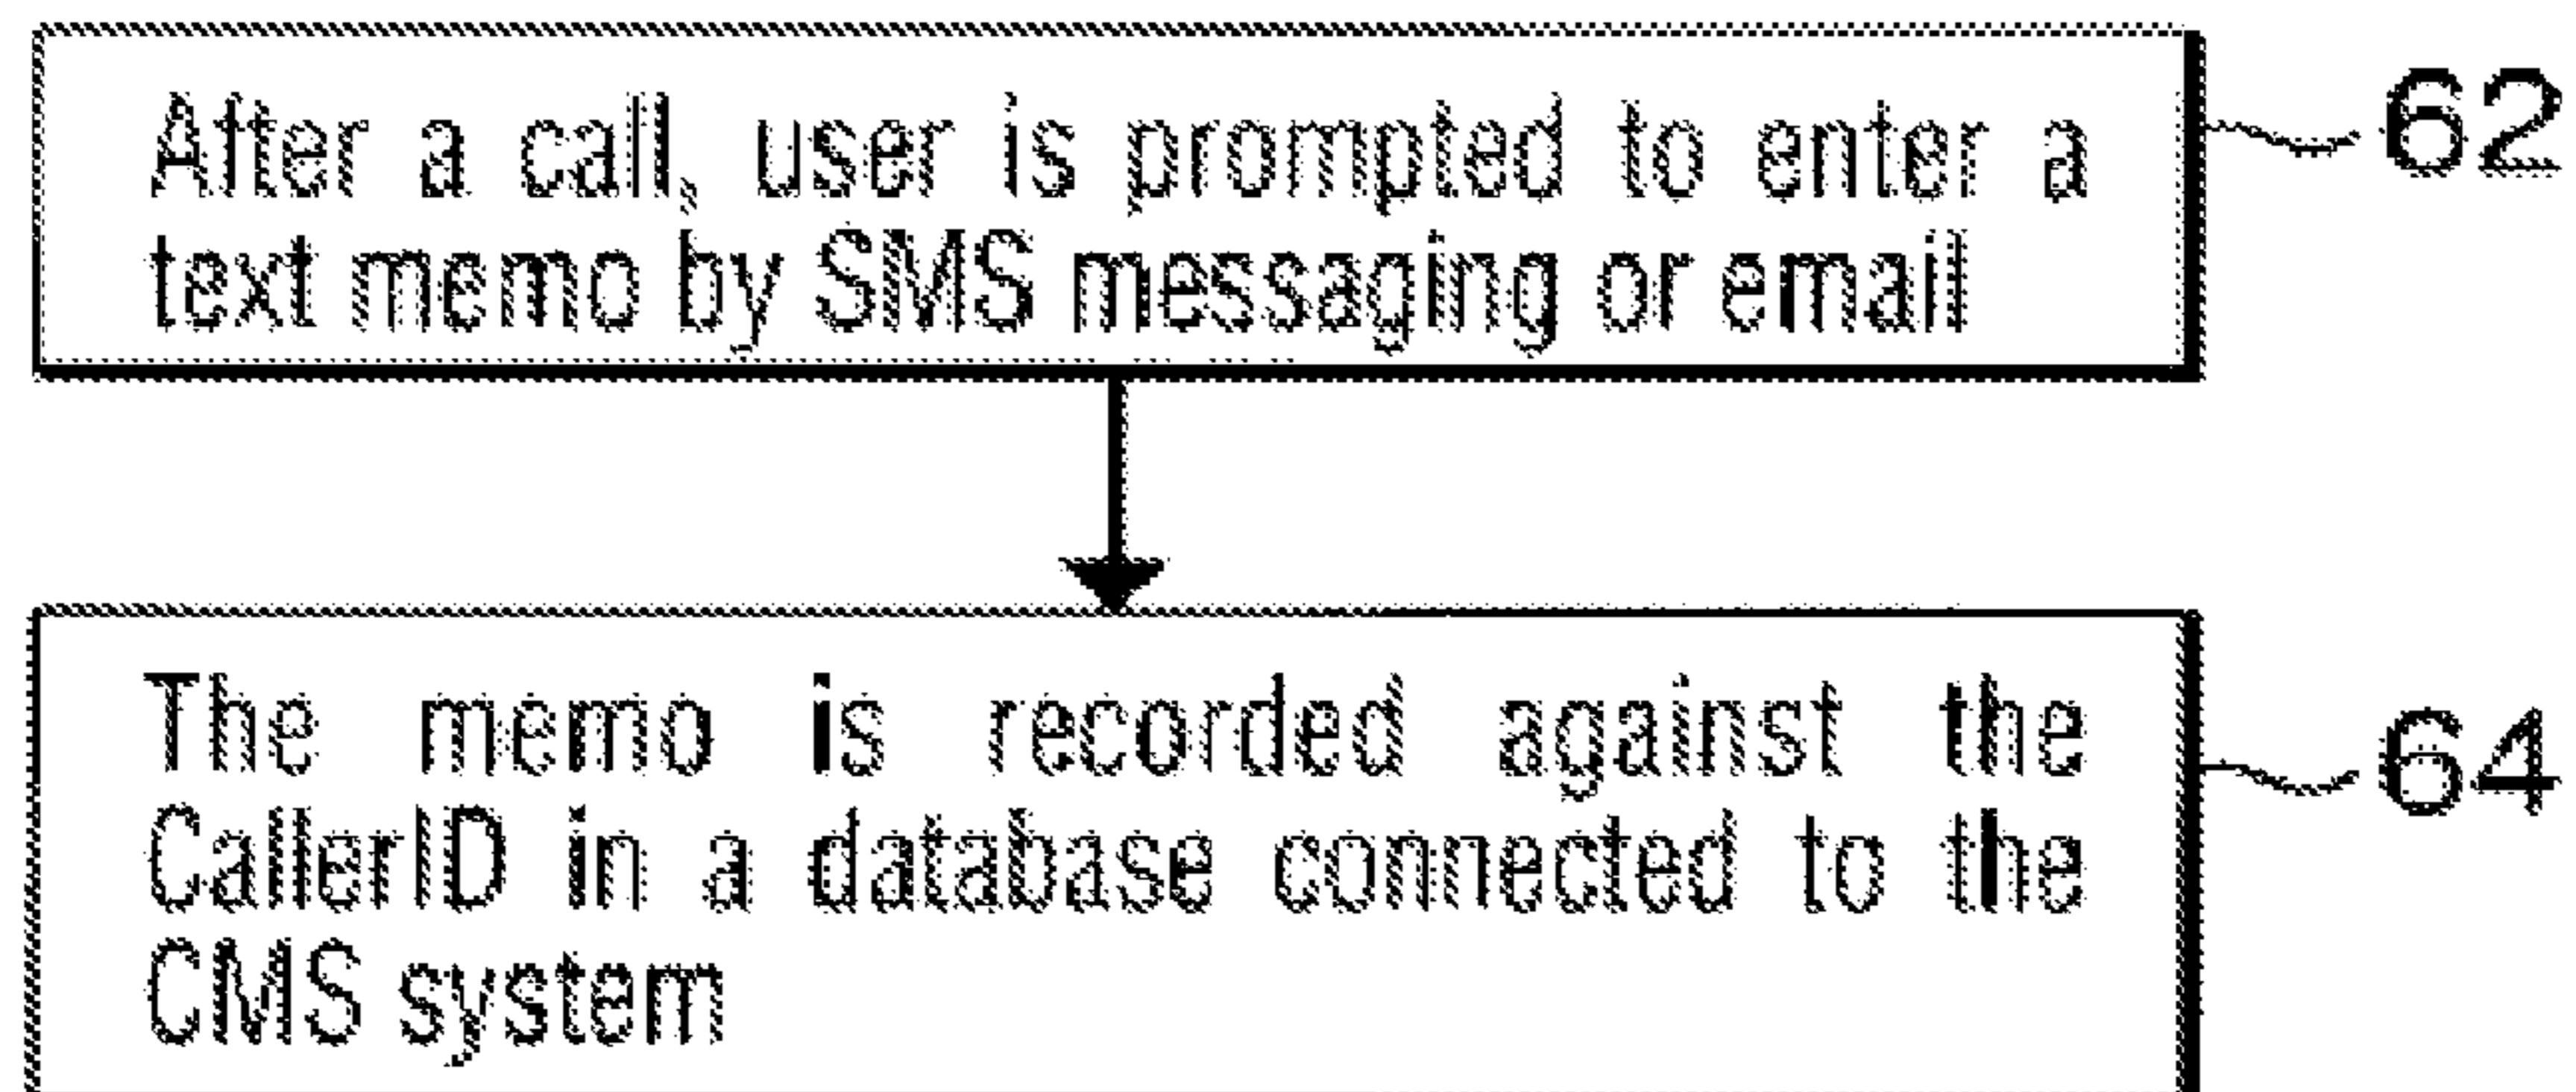 After a call, user is prompted to enter a
62
text memo by SMS messaging or email
The memo is recorded against the
64
CallerID in a database connected to the
CMS system